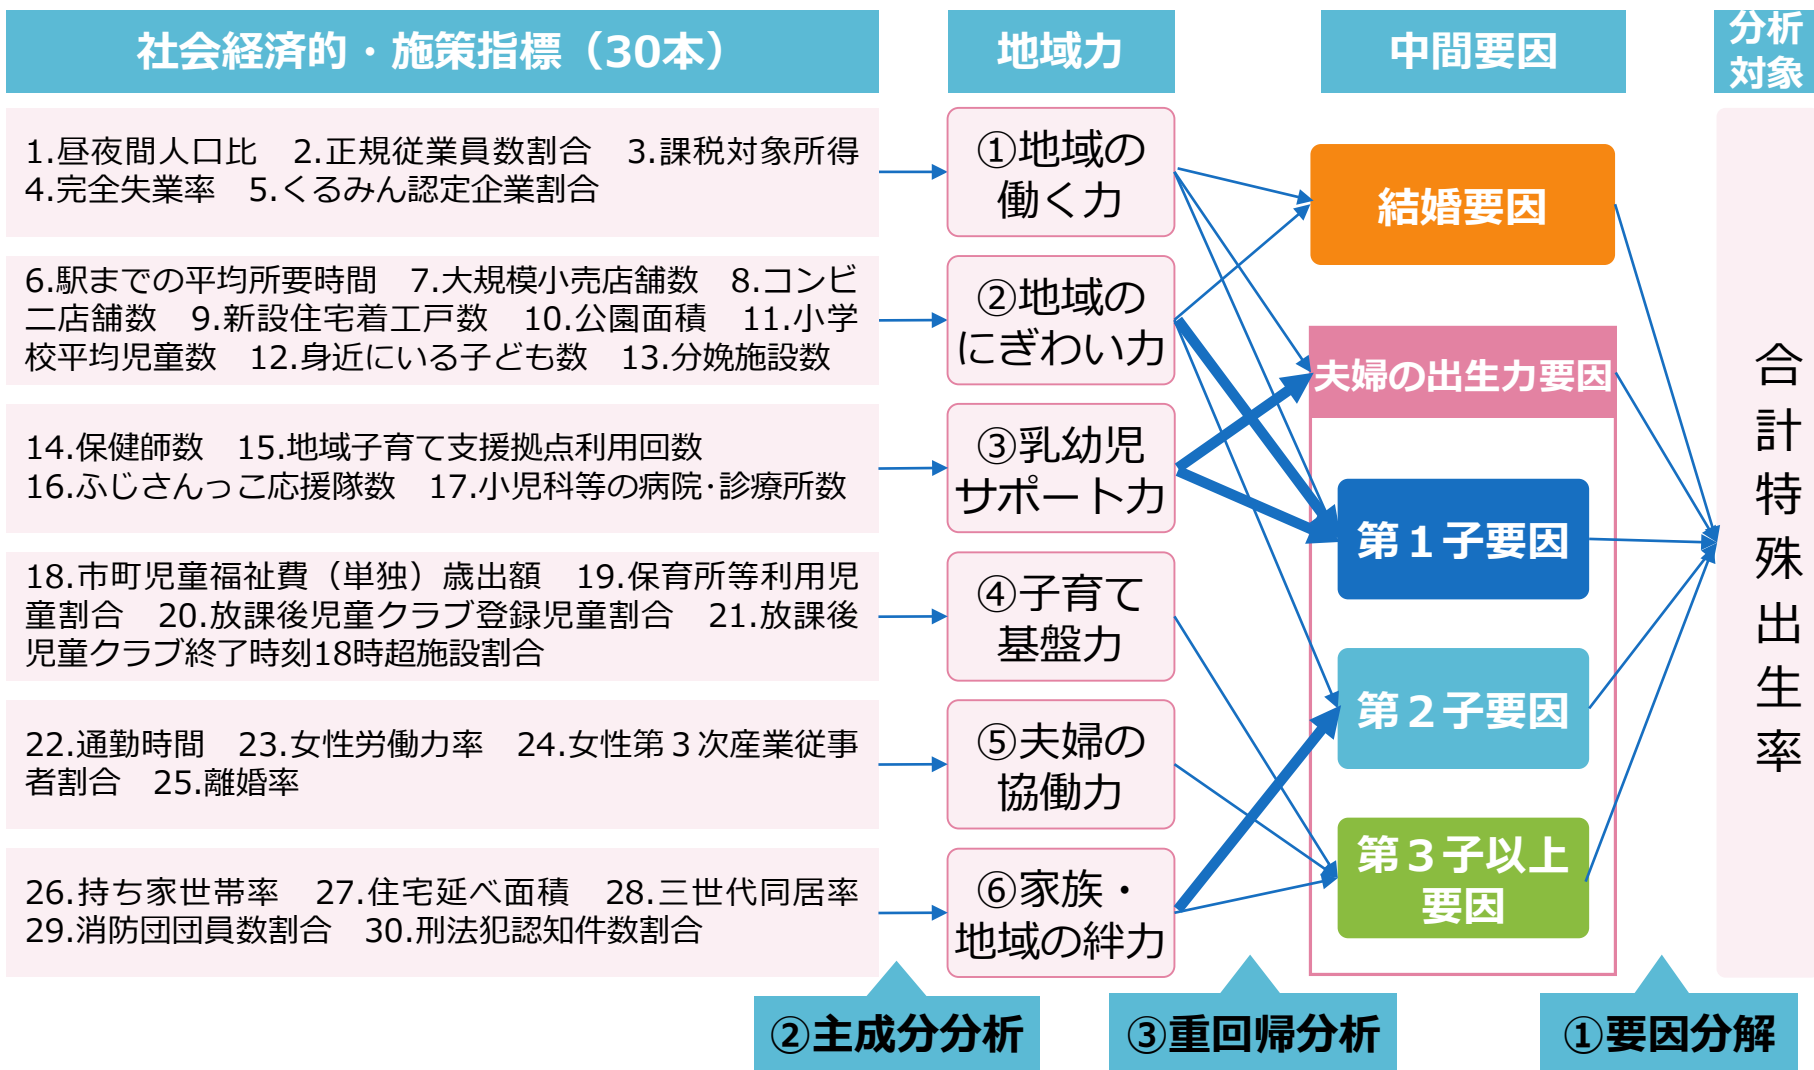 社会経済的・施策指標（30本）
地域力
中間要因
分析
対象
1.昼夜間人口比　2.正規従業員数割合　3.課税対象所得
4.完全失業率　5.くるみん認定企業割合
①地域の
働く力
結婚要因
6.駅までの平均所要時間　7.大規模小売店舗数　8.コンビ
ニ店舗数　9.新設住宅着工戸数　10.公園面積　11.小学
校平均児童数　12.身近にいる子ども数　13.分娩施設数
②地域の
にぎわい力
夫婦の出生力要因
14.保健師数　15.地域子育て支援拠点利用回数
16.ふじさんっこ応援隊数　17.小児科等の病院･診療所数
③乳幼児
サポート力
第１子要因
18.市町児童福祉費（単独）歳出額　19.保育所等利用児
童割合　20.放課後児童クラブ登録児童割合　21.放課後
児童クラブ終了時刻18時超施設割合
④子育て
基盤力
第２子要因
22.通勤時間　23.女性労働力率　24.女性第３次産業従事
者割合　25.離婚率
⑤夫婦の
協働力
第３子以上
要因
26.持ち家世帯率　27.住宅延べ面積　28.三世代同居率
29.消防団団員数割合　30.刑法犯認知件数割合
⑥家族・
地域の絆力
合計特殊出生率
②主成分分析
③重回帰分析
①要因分解